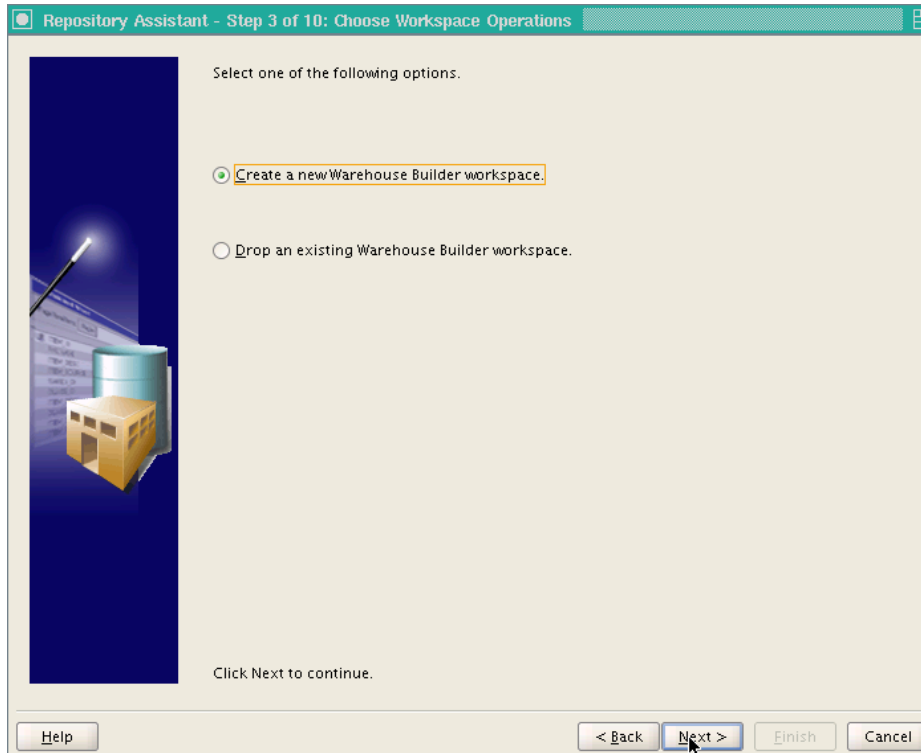 Repository Assistant - Step 3 of 10: Choose Workspace Operations
Select one of the following options.
Create a new Warehouse Builder workspace.
Drop an existing Warehouse Builder workspace.
Click Next to continue.
Help
< Back
Next >
Finish
Cancel